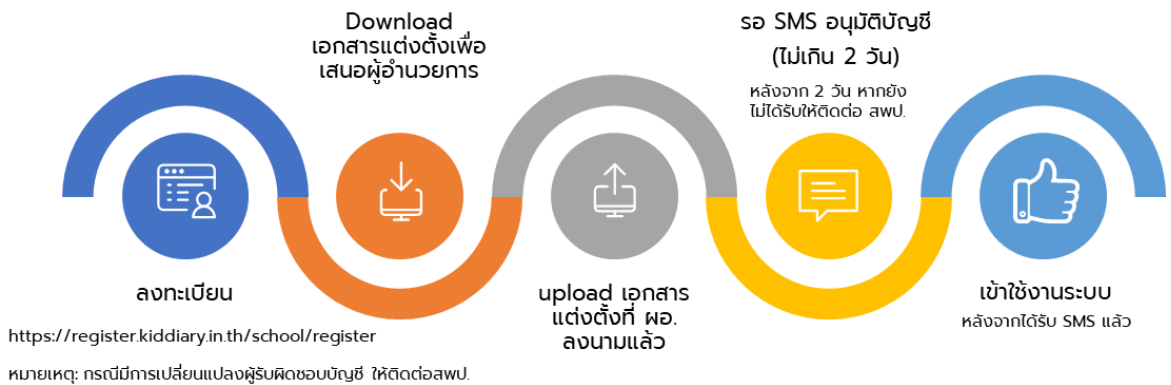 ลงทะเบียน
https://register.kiddiary.in.th/school/register
Download
เอกสารแต่งตั้งเพื่อ
เสนอผู้อำนวยการ
upload เอกสาร
แต่งตั้งที่ ผอ.
ลงนามแล้ว
รอ SMS อนุมัติบัญชี
(ไม่เกิน 2 วัน)
หลังจาก 2 วัน หากยัง
ไม่ได้รับให้ติดต่อ สพป.
เข้าใช้งานระบบ
หลังจากได้รับ SMS แล้ว
หมายเหตุ: กรณีมีการเปลี่ยนแปลงผู้รับผิดชอบบัญชี ให้ติดต่อสพป.